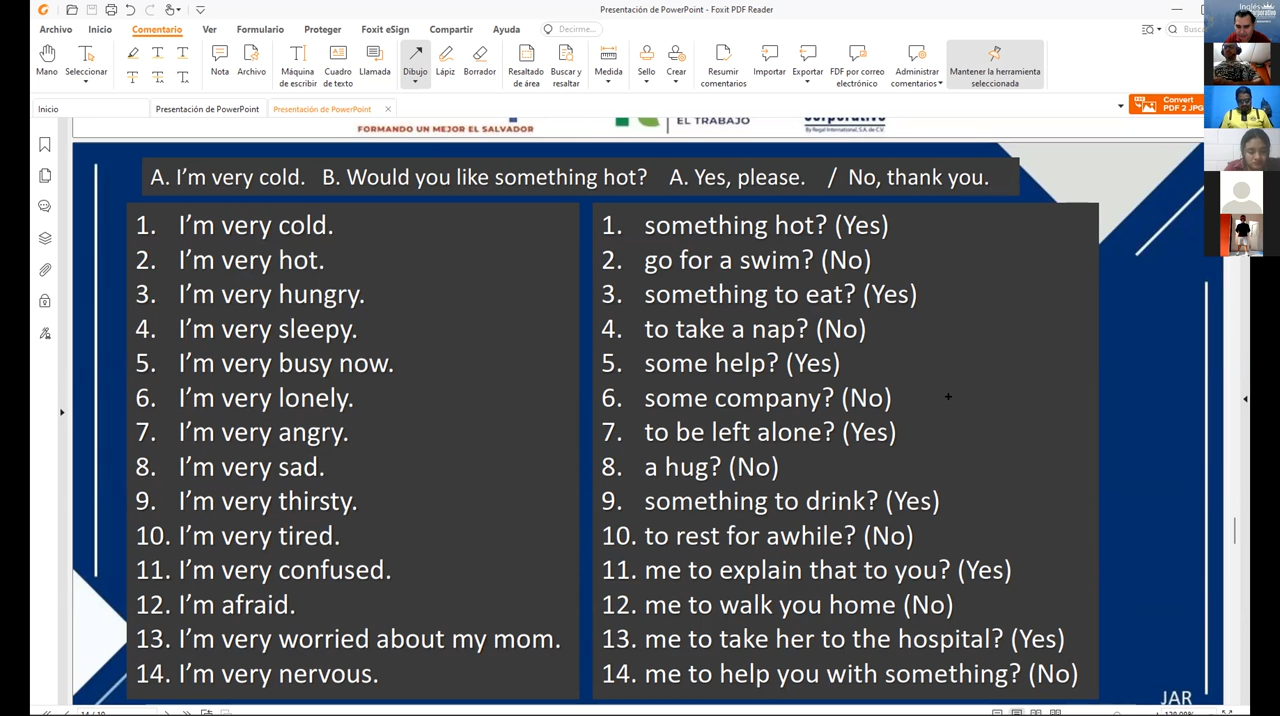 Presentación de PowerPoint - Foxit PDF Reader
Archivo Inicio Comentario Ver Formulario Proteger Foxit eSign Compartir Ayuda Decirme...
Mano Seleccionar Nota Archivo Máquina de escribir Cuadro de texto Llamada Dibujo Lápiz Borrador Resaltado de área Buscar y resaltar Medida Sello Crear Resumir comentarios Importar Exportar FDP por correo electrónico Administrar comentarios Mantener la herramienta seleccionada
Inicio Presentación de PowerPoint Presentación de PowerPoint Convert PDF 2 JPG
FORMANDO UN MEJOR EL SALVADOR EL TRABAJO
By Regal International, S.A. de C.V.
A. I’m very cold. B. Would you like something hot? A. Yes, please. / No, thank you.
1. I’m very cold.
2. I’m very hot.
3. I’m very hungry.
4. I’m very sleepy.
5. I’m very busy now.
6. I’m very lonely.
7. I’m very angry.
8. I’m very sad.
9. I’m very thirsty.
10. I’m very tired.
11. I’m very confused.
12. I’m afraid.
13. I’m very worried about my mom.
14. I’m very nervous.
1. something hot? (Yes)
2. go for a swim? (No)
3. something to eat? (Yes)
4. to take a nap? (No)
5. some help? (Yes)
6. some company? (No)
7. to be left alone? (Yes)
8. a hug? (No)
9. something to drink? (Yes)
10. to rest for awhile? (No)
11. me to explain that to you? (Yes)
12. me to walk you home (No)
13. me to take her to the hospital? (Yes)
14. me to help you with something? (No)
JAR